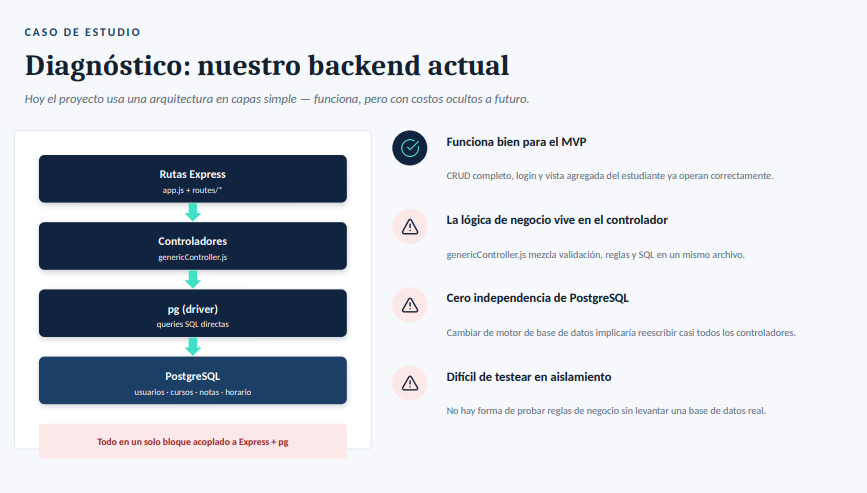 CASO DE ESTUDIO
Diagnóstico: nuestro backend actual
Hoy el proyecto usa una arquitectura en capas simple — funciona, pero con costos ocultos a futuro.
Rutas Express
app.js + routes/*
Controladores
genericController.js
pg (driver)
queries SQL directas
PostgreSQL
usuarios · cursos · notas · horario
Todo en un solo bloque acoplado a Express + pg
Funciona bien para el MVP
CRUD completo, login y vista agregada del estudiante ya operan correctamente.
La lógica de negocio vive en el controlador
genericController.js mezcla validación, reglas y SQL en un mismo archivo.
Cero independencia de PostgreSQL
Cambiar de motor de base de datos implicaría reescribir casi todos los controladores.
Difícil de testear en aislamiento
No hay forma de probar reglas de negocio sin levantar una base de datos real.